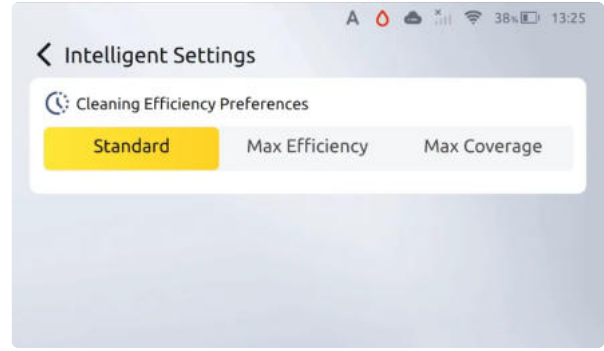 A 38% 13:25
Intelligent Settings
Cleaning Efficiency Preferences
Standard Max Efficiency Max Coverage